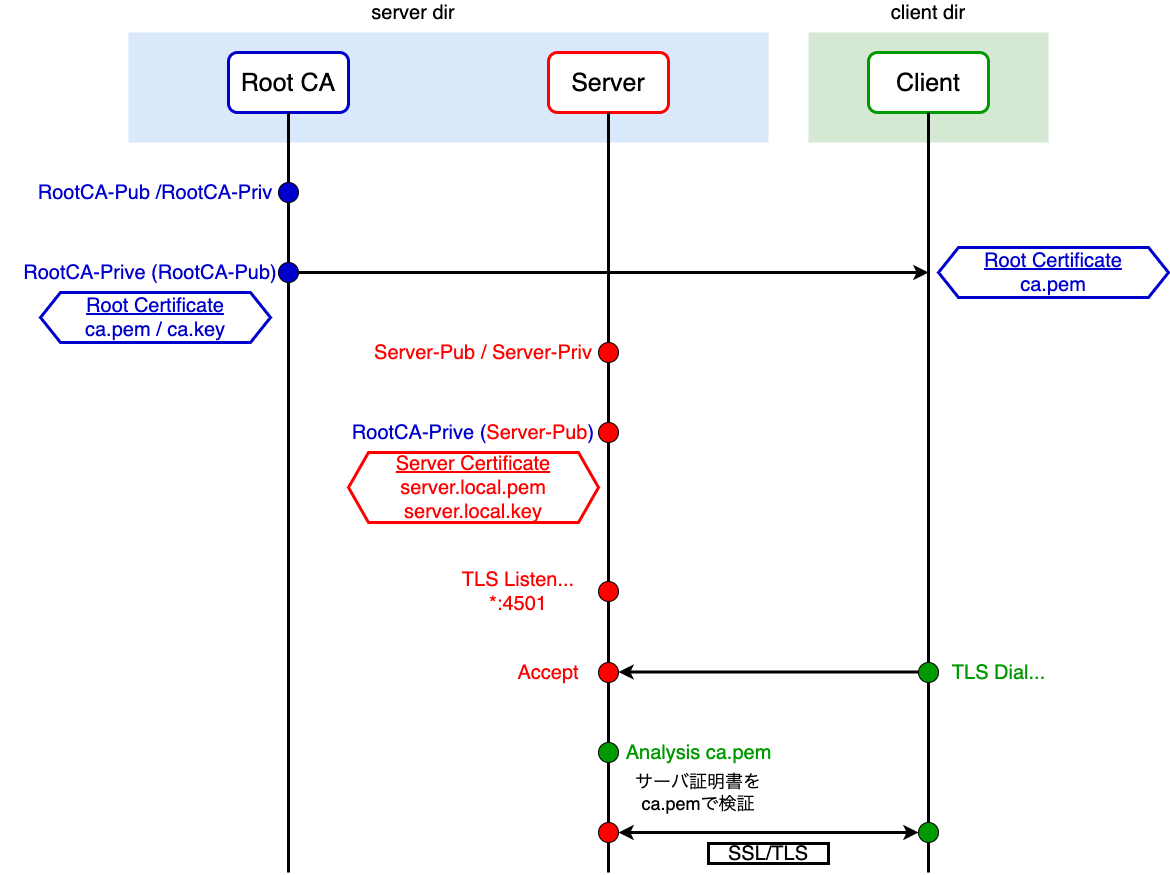 server dir
client dir
Root CA
Server
Client
RootCA-Pub /RootCA-Priv
RootCA-Prive (RootCA-Pub)
Root Certificate
ca.pem
Root Certificate
ca.pem / ca.key
Server-Pub / Server-Priv
RootCA-Prive (Server-Pub)
Server Certificate
server.local.pem
server.local.key
TLS Listen...
*:4501
Accept
TLS Dial...
Analysis ca.pem
サーバ証明書を
ca.pemで検証
SSL/TLS